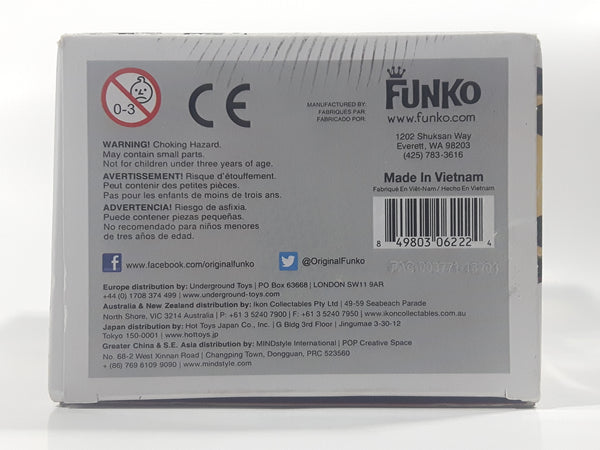 0-3
CE
MANUFACTURED BY:
FABRIQUÉS PAR:
FABRICADO POR:
FUNKO
www.funko.com
1202 Shuksan Way
Everett, WA 98203
(425) 783-3616
WARNING! Choking Hazard.
May contain small parts.
Not for children under three years of age.
AVERTISSEMENT! Risque d'étouffement.
Peut contenir des petites pièces.
Pas pour les enfants de moins de trois ans.
ADVERTENCIA! Riesgo de asfixia.
Puede contener piezas pequeñas.
No recomendado para niños menores
de tres años de edad.
Made In Vietnam
Fabriqué En Viêt-Nam / Hecho En Vietnam
8 49803 06222 4
www.facebook.com/originalfunko
@OriginalFunko
Europe distribution by: Underground Toys | PO Box 63668 | LONDON SW11 9AR
+44 (0) 1708 374 499 | www.underground-toys.com
Australia & New Zealand distribution by: Ikon Collectables Pty Ltd | 49-59 Seabeach Parade
North Shore, VIC 3214 Australia | P: +61 3 5240 7900 | F: +61 3 5240 7950 | www.ikoncollectables.com.au
Japan distribution by: Hot Toys Japan Co., Inc. | G Bldg 3rd Floor | Jingumae 3-30-12
Tokyo 150-0001 | www.hottoys.jp
Greater China & S.E. Asia distribution by: MINDstyle International | POP Creative Space
No. 68-2 West Xinnan Road | Changping Town, Dongguan, PRC 523560
+ (86) 769 8109 9090 | www.mindstyle.com